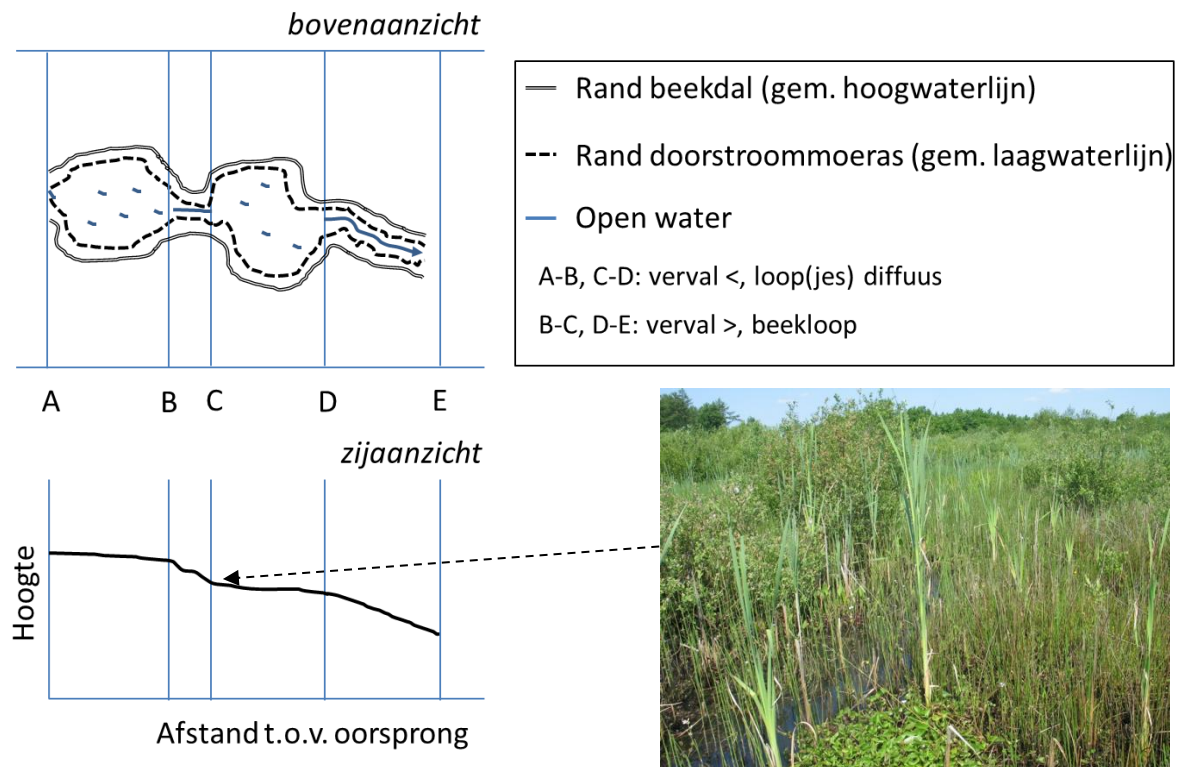 bovenaanzicht
Rand beekdal (gem. hoogwaterlijn)
Rand doorstroommoeras (gem. laagwaterlijn)
Open water
A-B, C-D: verval <, loop(jes) diffuus
B-C, D-E: verval >, beekloop
A B C D E
zijaanzicht
Hoogte
Afstand t.o.v. oorsprong